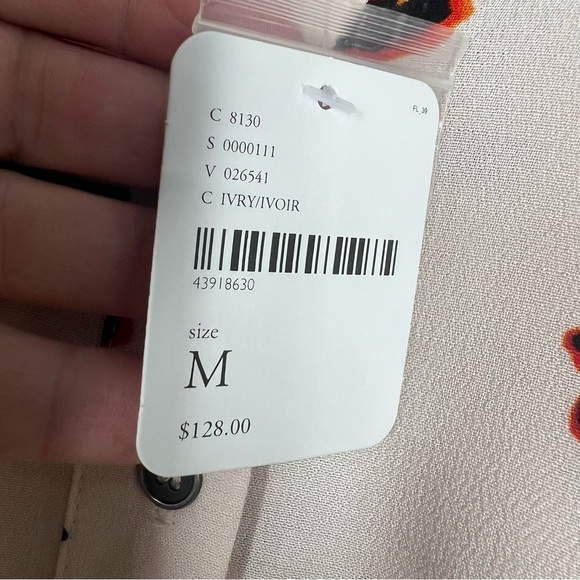 FL_39
C 8130
S 0000111
V 026541
C IVRY/IVOIR
43918630
size
M
$128.00